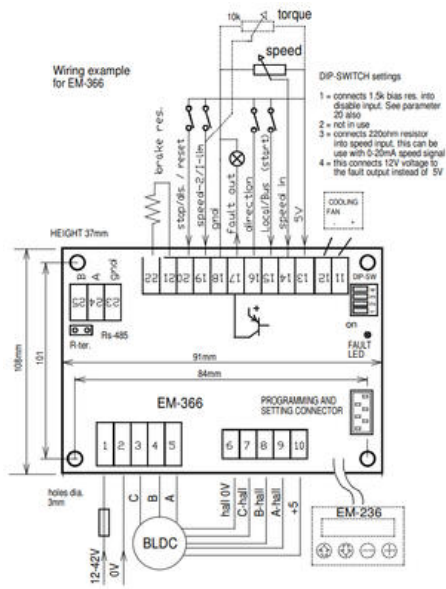 10k
torque
speed
Wiring example
for EM-366
DIP-SWITCH settings
1 = connects 1.5k bias res. into
disable input. See parameter
20 also
2 = not in use
3 = connects 220ohm resistor
into speed input, this can be
use with 0-20mA speed signal
4 = this connects 12V voltage to
the fault output instead of 5V
brake res.
stop/dis. / reset
speed-2/I-lim
gnd
fault out
direction
Local/Bus (start)
speed in
5V
COOLING
FAN
+
HEIGHT 37mm
B
A
gnd
22
21
20
19
18
17
16
15
14
13
12
11
DIP-SW
25
24
23
R-ter.
Rs-485
on
FAULT
LED
108mm
101
91mm
84mm
EM-366
PROGRAMMING AND
SETTING CONNECTOR
1
2
3
4
5
6
7
8
9
10
holes dia.
3mm
C
B
A
hall 0V
C-hall
B-hall
A-hall
+5
BLDC
12-42V
0V
EM-236